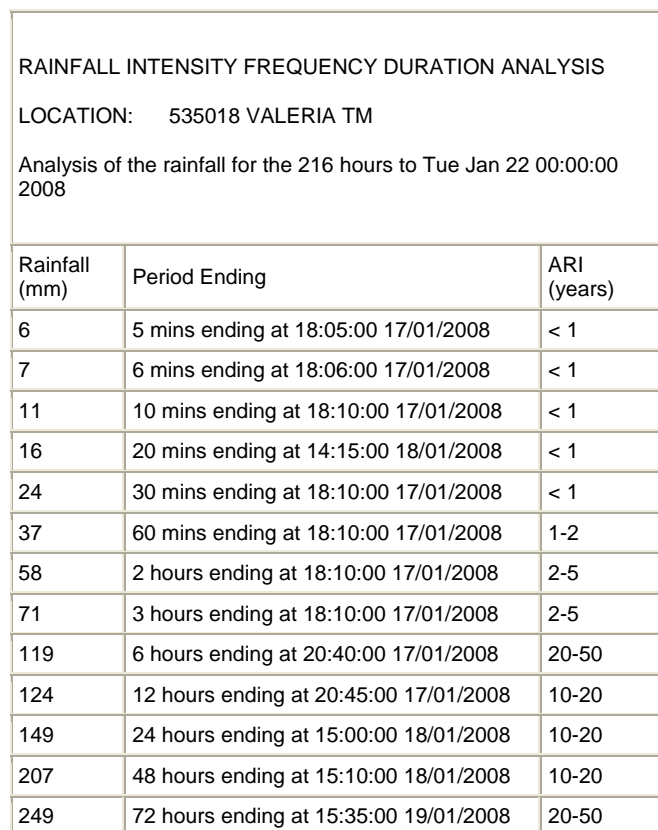 RAINFALL INTENSITY FREQUENCY DURATION ANALYSIS
LOCATION: 535018 VALERIA TM
Analysis of the rainfall for the 216 hours to Tue Jan 22 00:00:00
2008
Rainfall (mm) Period Ending ARI (years)
6 5 mins ending at 18:05:00 17/01/2008 < 1
7 6 mins ending at 18:06:00 17/01/2008 < 1
11 10 mins ending at 18:10:00 17/01/2008 < 1
16 20 mins ending at 14:15:00 18/01/2008 < 1
24 30 mins ending at 18:10:00 17/01/2008 < 1
37 60 mins ending at 18:10:00 17/01/2008 1-2
58 2 hours ending at 18:10:00 17/01/2008 2-5
71 3 hours ending at 18:10:00 17/01/2008 2-5
119 6 hours ending at 20:40:00 17/01/2008 20-50
124 12 hours ending at 20:45:00 17/01/2008 10-20
149 24 hours ending at 15:00:00 18/01/2008 10-20
207 48 hours ending at 15:10:00 18/01/2008 10-20
249 72 hours ending at 15:35:00 19/01/2008 20-50